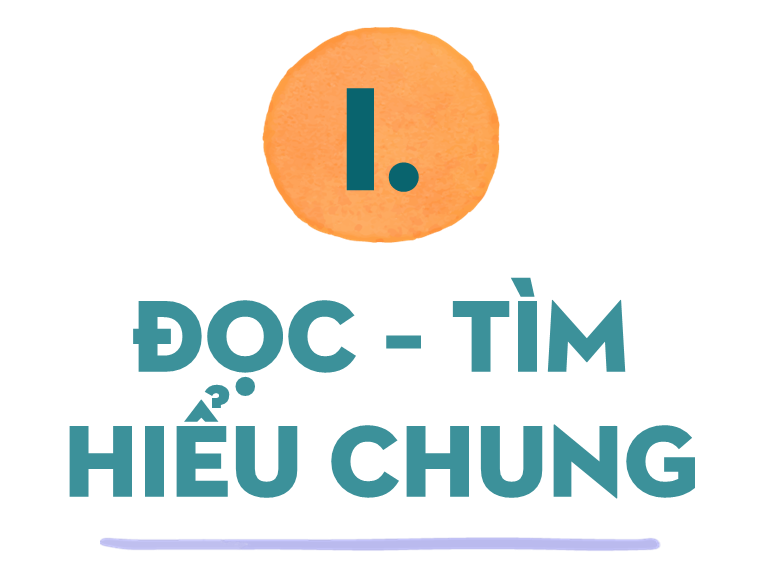 I.
ĐỌC - TÌM
HIỂU CHUNG